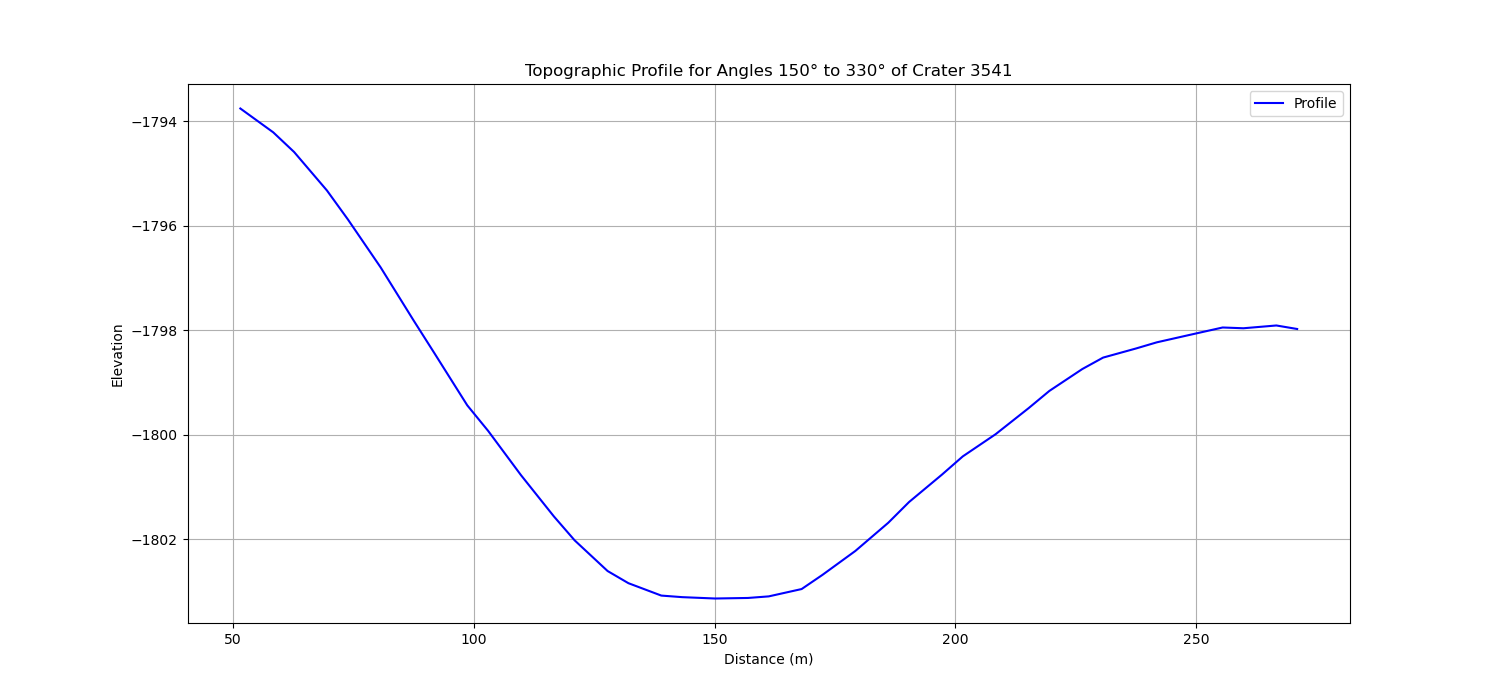 Topographic Profile for Angles 150° to 330° of Crater 3541
Profile
−1794
−1796
−1798
−1800
−1802
Elevation
50 100 150 200 250
Distance (m)